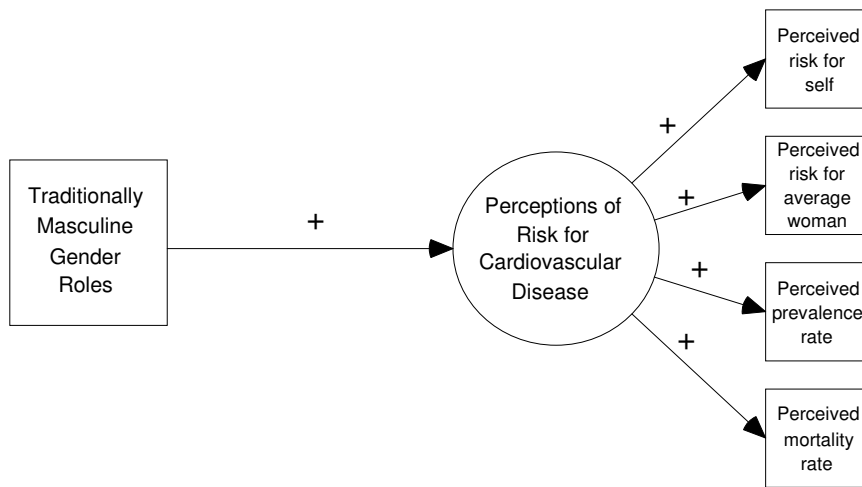 Traditionally
Masculine
Gender
Roles
+
Perceptions of
Risk for
Cardiovascular
Disease
+
Perceived
risk for
self
+
Perceived
risk for
average
woman
+
Perceived
prevalence
rate
+
Perceived
mortality
rate